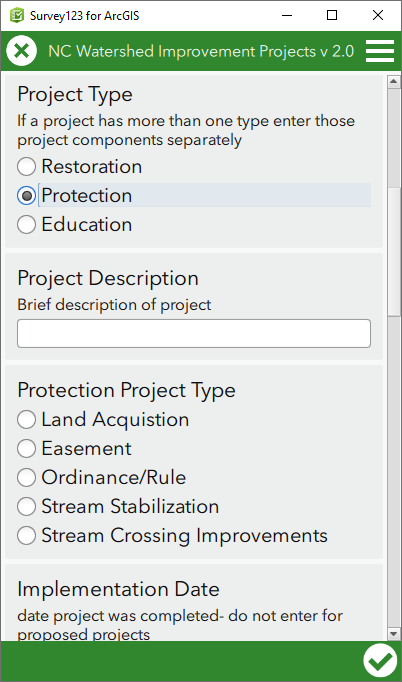 Survey123 for ArcGIS
NC Watershed Improvement Projects v 2.0
Project Type
If a project has more than one type enter those
project components separately
Restoration
Protection
Education
Project Description
Brief description of project
Protection Project Type
Land Acquistion
Easement
Ordinance/Rule
Stream Stabilization
Stream Crossing Improvements
Implementation Date
date project was completed- do not enter for
proposed projects